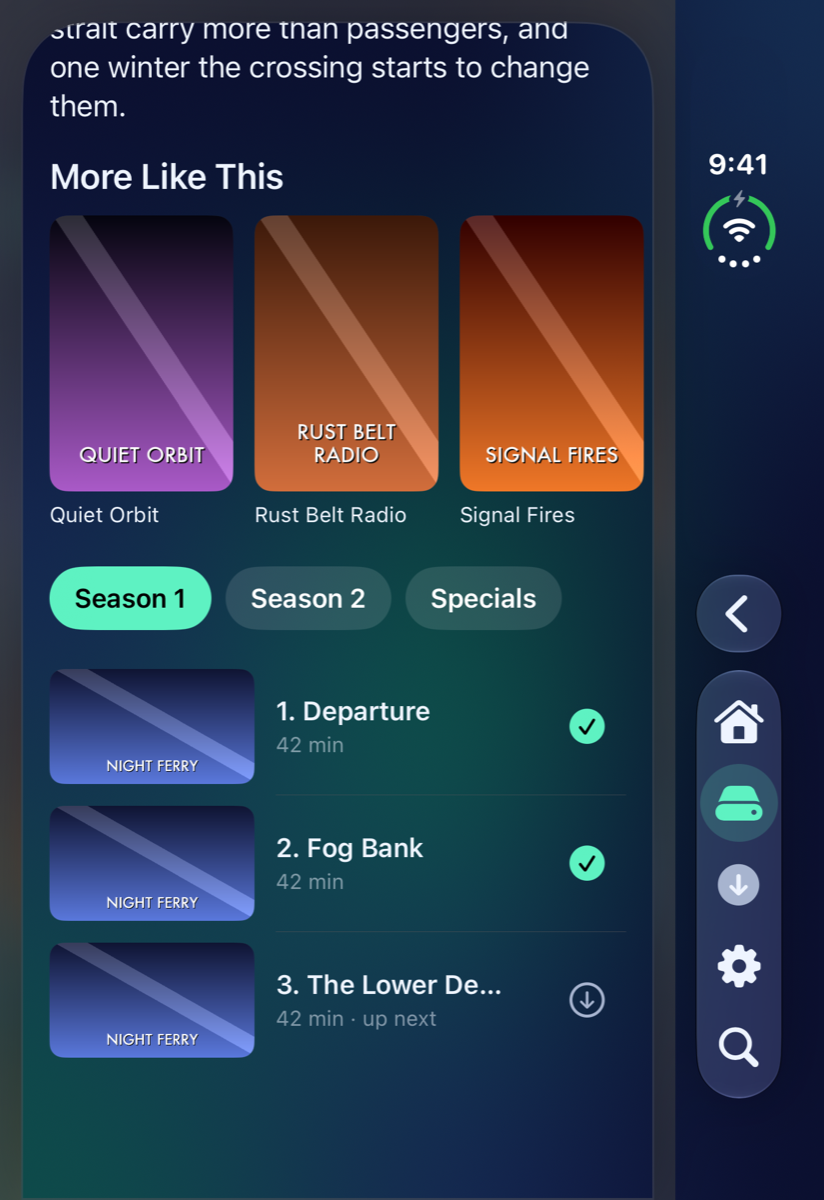 strait carry more than passengers, and
one winter the crossing starts to change
them.
9:41
More Like This
QUIET ORBIT
RUST BELT
RADIO
SIGNAL FIRES
Quiet Orbit
Rust Belt Radio
Signal Fires
Season 1
Season 2
Specials
NIGHT FERRY
1. Departure
42 min
NIGHT FERRY
2. Fog Bank
42 min
NIGHT FERRY
3. The Lower De...
42 min · up next